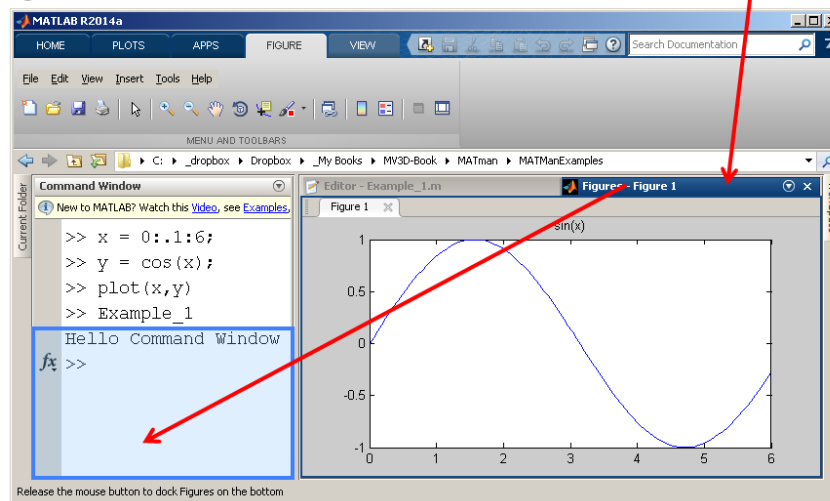 MATLAB R2014a
HOME PLOTS APPS FIGURE VIEW Search Documentation
File Edit View Insert Tools Help
MENU AND TOOLBARS
C: _dropbox Dropbox _My Books MV3D-Book MATman MATManExamples
Current Folder
Command Window
New to MATLAB? Watch this Video, see Examples,
>> x = 0:.1:6;
>> y = cos(x);
>> plot(x,y)
>> Example_1
Hello Command Window
fx >>
Editor - Example_1.m Figures - Figure 1
Figure 1
sin(x)
1
0.5
0
-0.5
-1
0 1 2 3 4 5 6
Release the mouse button to dock Figures on the bottom